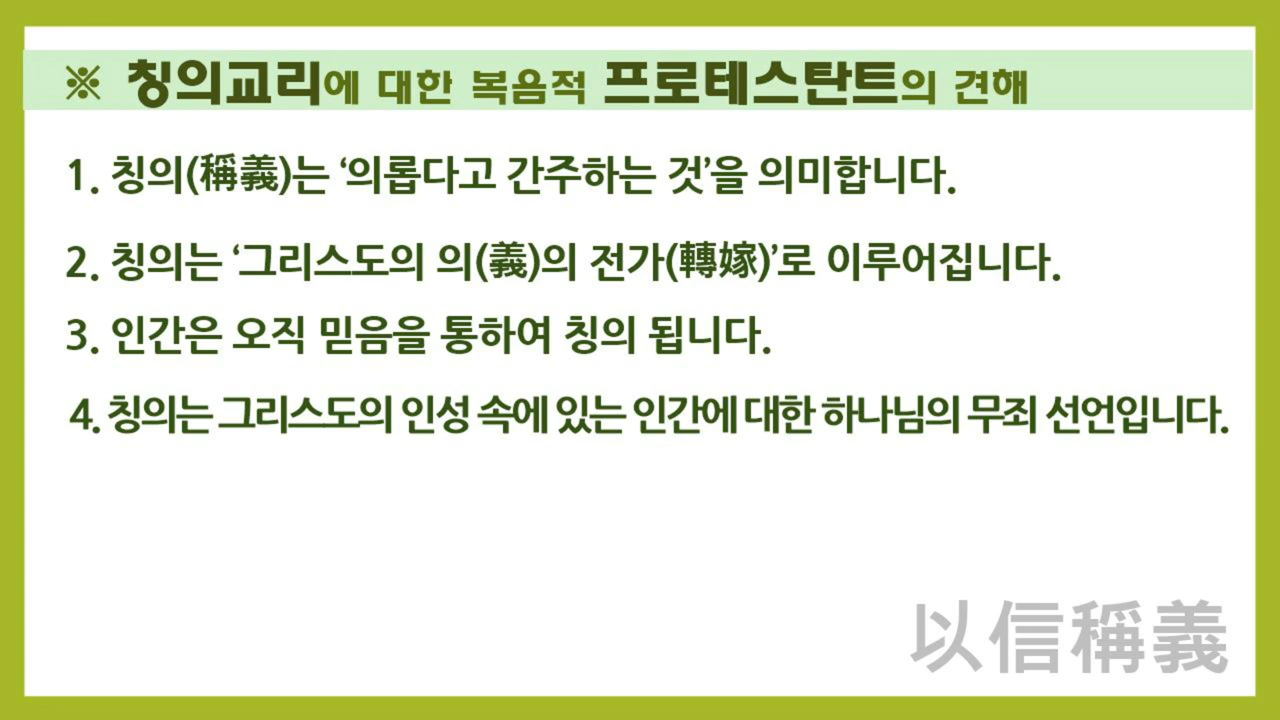 ※ 칭의교리에 대한 복음적 프로테스탄트의 견해
1. 칭의(稱義)는 ‘의롭다고 간주하는 것’을 의미합니다.
2. 칭의는 ‘그리스도의 의(義)의 전가(轉嫁)’로 이루어집니다.
3. 인간은 오직 믿음을 통하여 칭의 됩니다.
4. 칭의는 그리스도의 인성 속에 있는 인간에 대한 하나님의 무죄 선언입니다.
以信稱義